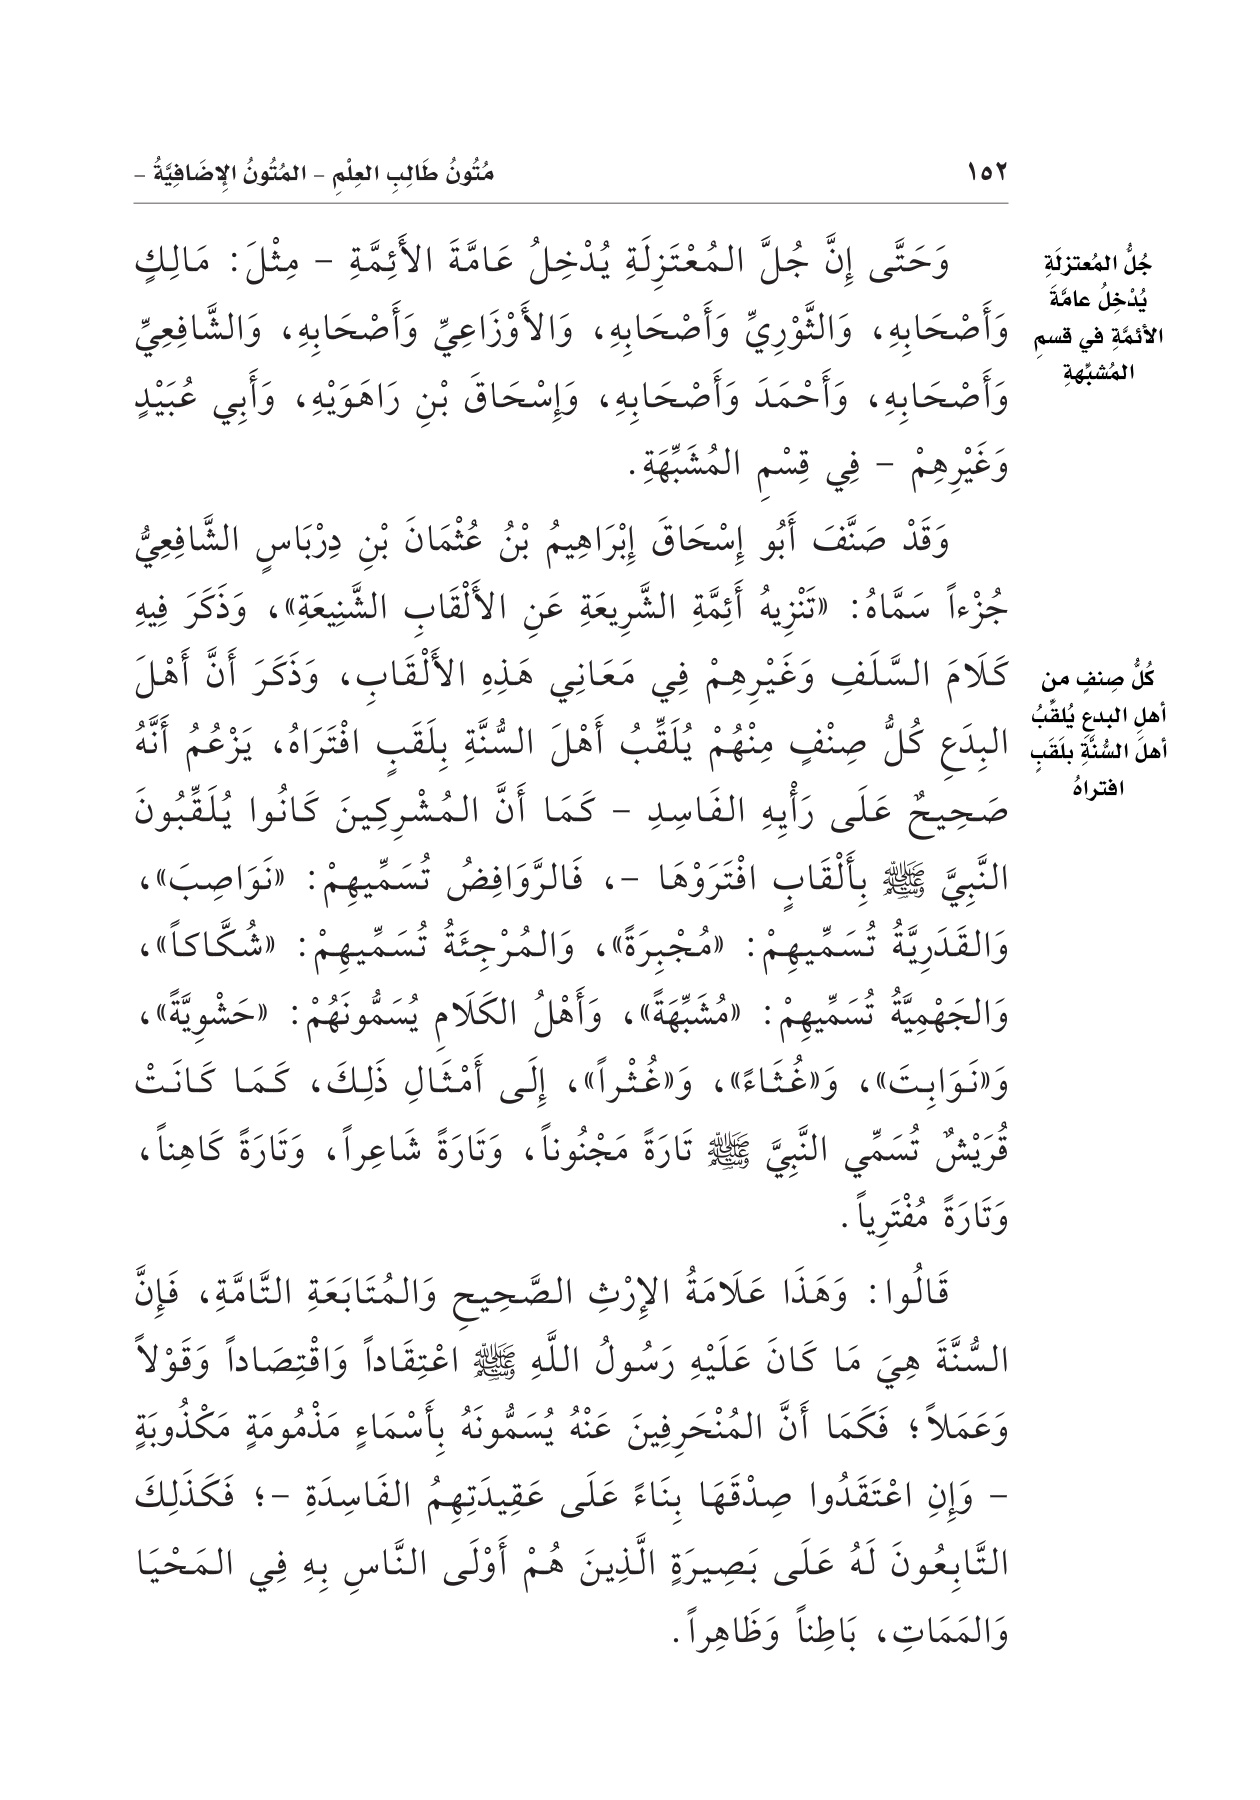 ١٥٢
مُتُونُ طَالِبِ العِلْمِ - المُتُونُ الإِضَافِيَّةُ -
وَحَتَّى إِنَّ جُلَّ المُعْتَزِلَةِ يُدْخِلُ عَامَّةَ الأَئِمَّةِ - مِثْلَ: مَالِكٍ
وَأَصْحَابِهِ، وَالثَّوْرِيِّ وَأَصْحَابِهِ، وَالأَوْزَاعِيِّ وَأَصْحَابِهِ، وَالشَّافِعِيِّ
وَأَصْحَابِهِ، وَأَحْمَدَ وَأَصْحَابِهِ، وَإِسْحَاقَ بْنِ رَاهَوَيْهِ، وَأَبِي عُبَيْدٍ
وَغَيْرِهِمْ - فِي قِسْمِ المُشَبِّهَةِ.
جُلُّ المُعتزلَةِ
يُدْخِلُ عامَّةَ
الأئمَّةِ في قسمِ
المُشبِّهةِ
وَقَدْ صَنَّفَ أَبُو إِسْحَاقَ إِبْرَاهِيمُ بْنُ عُثْمَانَ بْنِ دِرْبَاسٍ الشَّافِعِيُّ
جُزْءاً سَمَّاهُ: «تَنْزِيهُ أَئِمَّةِ الشَّرِيعَةِ عَنِ الأَلْقَابِ الشَّنِيعَةِ»، وَذَكَرَ فِيهِ
كَلَامَ السَّلَفِ وَغَيْرِهِمْ فِي مَعَانِي هَذِهِ الأَلْقَابِ، وَذَكَرَ أَنَّ أَهْلَ
البِدَعِ كُلُّ صِنْفٍ مِنْهُمْ يُلَقِّبُ أَهْلَ السُّنَّةِ بِلَقَبٍ افْتَرَاهُ، يَزْعُمُ أَنَّهُ
صَحِيحٌ عَلَى رَأْيِهِ الفَاسِدِ - كَمَا أَنَّ المُشْرِكِينَ كَانُوا يُلَقِّبُونَ
النَّبِيَّ ﷺ بِأَلْقَابٍ افْتَرَوْهَا -، فَالرَّوَافِضُ تُسَمِّيهِمْ: «نَوَاصِبَ»،
وَالقَدَرِيَّةُ تُسَمِّيهِمْ: «مُجْبِرَةً»، وَالمُرْجِئَةُ تُسَمِّيهِمْ: «شُكَّاكاً»،
وَالجَهْمِيَّةُ تُسَمِّيهِمْ: «مُشَبِّهَةً»، وَأَهْلُ الكَلَامِ يُسَمُّونَهُمْ: «حَشْوِيَّةً»،
وَ«نَوَابِتَ»، وَ«غُثَاءً»، وَ«غُثْراً»، إِلَى أَمْثَالِ ذَلِكَ، كَمَا كَانَتْ
قُرَيْشٌ تُسَمِّي النَّبِيَّ ﷺ تَارَةً مَجْنُوناً، وَتَارَةً شَاعِراً، وَتَارَةً كَاهِناً،
وَتَارَةً مُفْتَرِياً.
كُلُّ صِنفٍ من
أهلِ البدعِ يُلقِّبُ
أهلَ السُّنَّةِ بلَقَبٍ
افتراهُ
قَالُوا: وَهَذَا عَلَامَةُ الإِرْثِ الصَّحِيحِ وَالمُتَابَعَةِ التَّامَّةِ، فَإِنَّ
السُّنَّةَ هِيَ مَا كَانَ عَلَيْهِ رَسُولُ اللَّهِ ﷺ اعْتِقَاداً وَاقْتِصَاداً وَقَوْلاً
وَعَمَلاً؛ فَكَمَا أَنَّ المُنْحَرِفِينَ عَنْهُ يُسَمُّونَهُ بِأَسْمَاءٍ مَذْمُومَةٍ مَكْذُوبَةٍ
- وَإِنِ اعْتَقَدُوا صِدْقَهَا بِنَاءً عَلَى عَقِيدَتِهِمُ الفَاسِدَةِ -؛ فَكَذَلِكَ
التَّابِعُونَ لَهُ عَلَى بَصِيرَةٍ الَّذِينَ هُمْ أَوْلَى النَّاسِ بِهِ فِي المَحْيَا
وَالمَمَاتِ، بَاطِناً وَظَاهِراً.